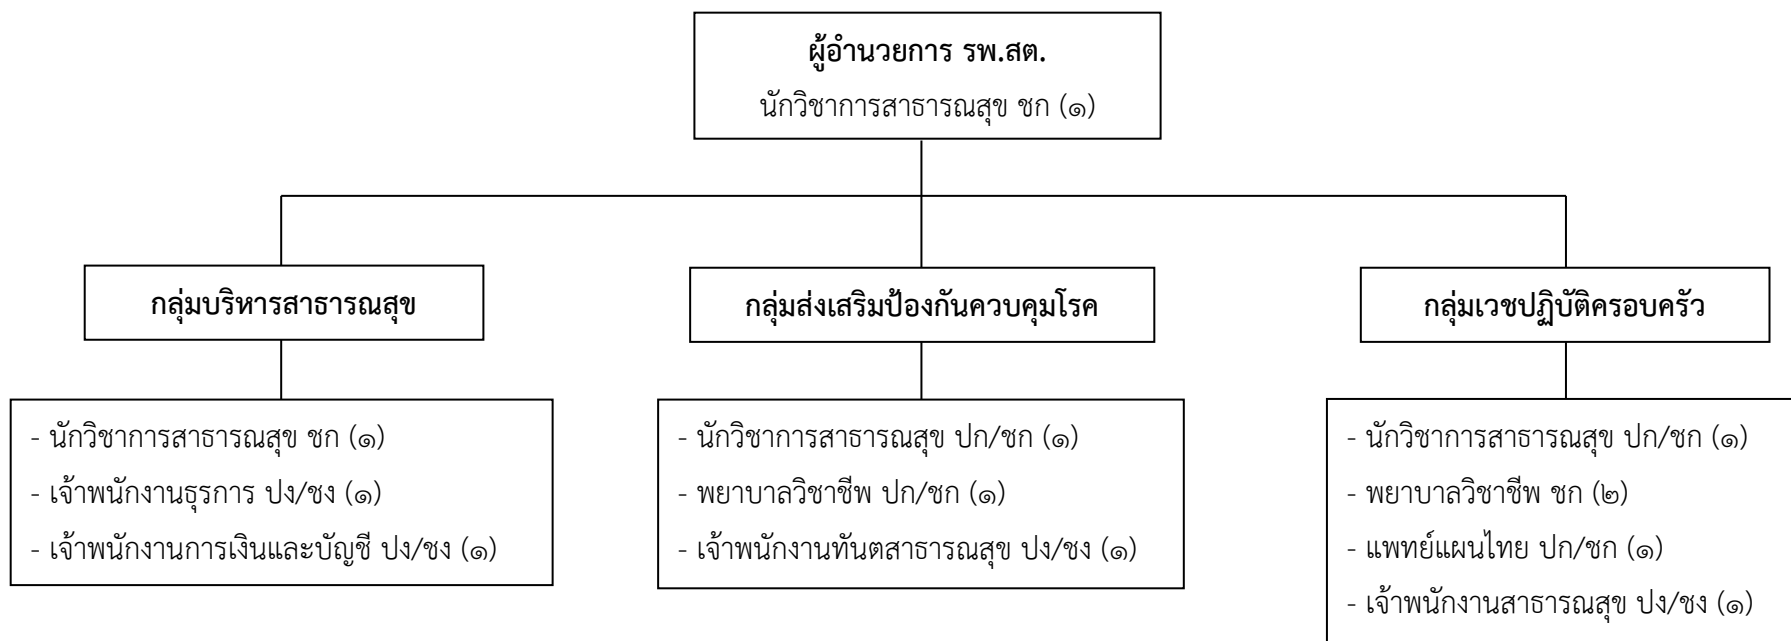 ผู้อำนวยการ รพ.สต.
นักวิชาการสาธารณสุข ชก (๑)
กลุ่มบริหารสาธารณสุข
- นักวิชาการสาธารณสุข ชก (๑)
- เจ้าพนักงานธุรการ ปง/ชง (๑)
- เจ้าพนักงานการเงินและบัญชี ปง/ชง (๑)
กลุ่มส่งเสริมป้องกันควบคุมโรค
- นักวิชาการสาธารณสุข ปก/ชก (๑)
- พยาบาลวิชาชีพ ปก/ชก (๑)
- เจ้าพนักงานทันตสาธารณสุข ปง/ชง (๑)
กลุ่มเวชปฏิบัติครอบครัว
- นักวิชาการสาธารณสุข ปก/ชก (๑)
- พยาบาลวิชาชีพ ชก (๒)
- แพทย์แผนไทย ปก/ชก (๑)
- เจ้าพนักงานสาธารณสุข ปง/ชง (๑)